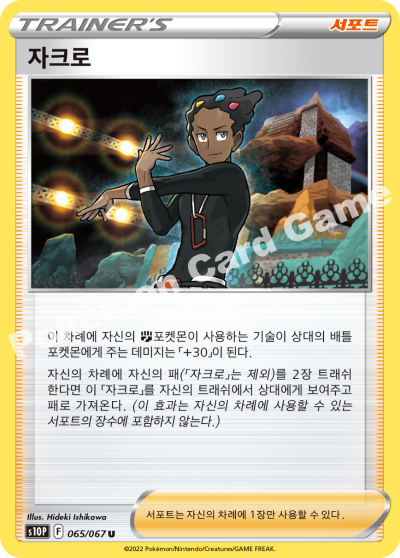 TRAINER'S
서포트
자크로
Pokémon Card Game
이 차례에 자신의 포켓몬이 사용하는 기술이 상대의 배틀
포켓몬에게 주는 데미지는 「+30」이 된다.
자신의 차례에 자신의 패(「자크로」는 제외)를 2장 트래쉬
한다면 이 「자크로」를 자신의 트래쉬에서 상대에게 보여주고
패로 가져온다. (이 효과는 자신의 차례에 사용할 수 있는
서포트의 장수에 포함하지 않는다.)
Illus. Hideki Ishikawa
s10P F 065/067 U
서포트는 자신의 차례에 1장만 사용할 수 있다.
©2022 Pokémon/Nintendo/Creatures/GAME FREAK.